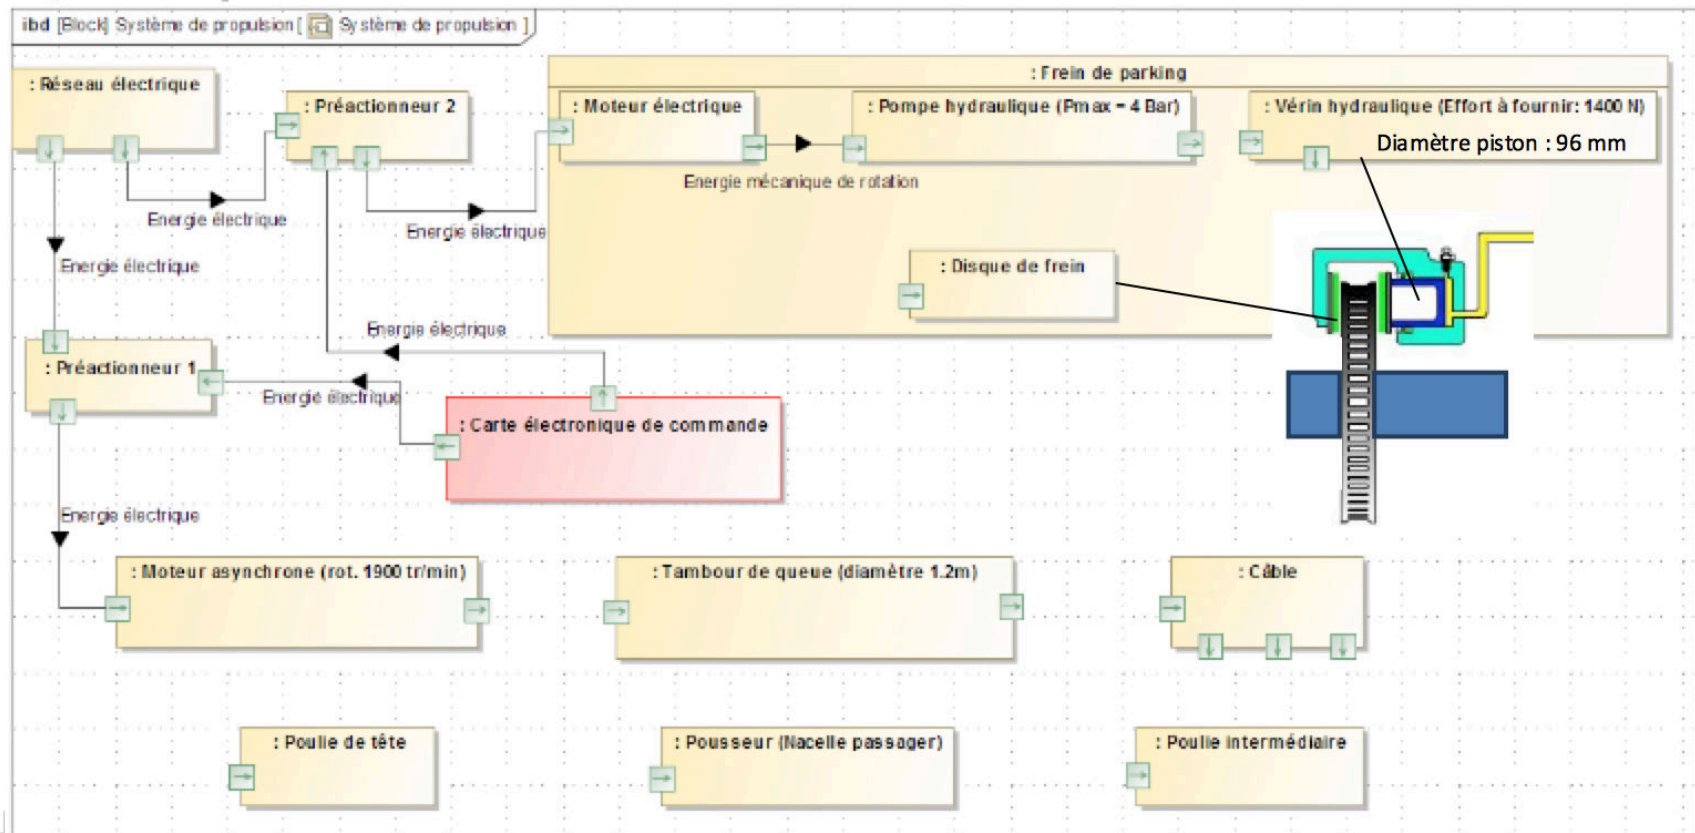 ibd [Block] Système de propulsion [ Système de propulsion ]
: Réseau électrique
: Préactionneur 2
: Frein de parking
: Moteur électrique
: Pompe hydraulique (Pmax = 4 Bar)
: Vérin hydraulique (Effort à fournir: 1400 N)
Diamètre piston : 96 mm
Energie mécanique de rotation
Energie électrique
Energie électrique
Energie électrique
: Disque de frein
Energie électrique
: Préactionneur 1
Energie électrique
: Carte électronique de commande
Energie électrique
: Moteur asynchrone (rot. 1900 tr/min)
: Tambour de queue (diamètre 1.2m)
: Câble
: Poulie de tête
: Pousseur (Nacelle passager)
: Poulie intermédiaire